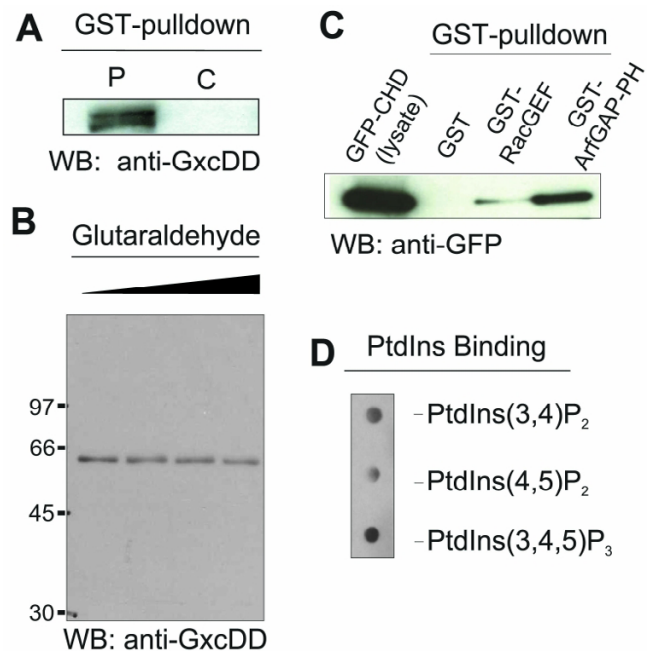 A
GST-pulldown
P C
WB: anti-GxcDD
B
Glutaraldehyde
97
66
45
30
WB: anti-GxcDD
C
GST-pulldown
GFP-CHD
(lysate)
GST
GST-
RacGEF
GST-
ArfGAP-PH
WB: anti-GFP
D
PtdIns Binding
PtdIns(3,4)P₂
PtdIns(4,5)P₂
PtdIns(3,4,5)P₃